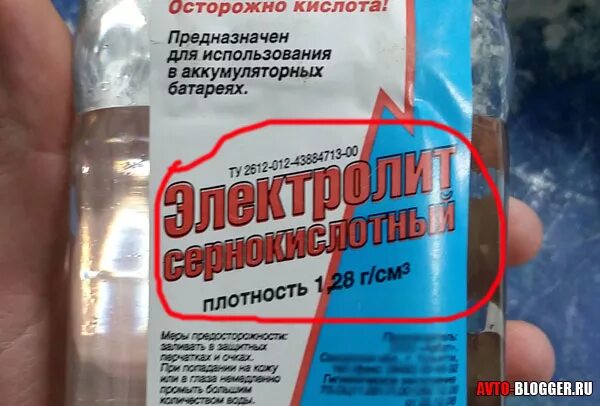 Осторожно кислота!
Предназначен
для использования
в аккумуляторных
батареях.
ТУ 2612-012-43884713-00
Электролит
сернокислотный
плотность 1,28 г/см³
Меры предосторожности:
заливать в защитных
перчатках и очках.
При попадании на кожу
или в глаза немедленно
промыть большим
количеством воды.
AVTO-BLOGGER.RU